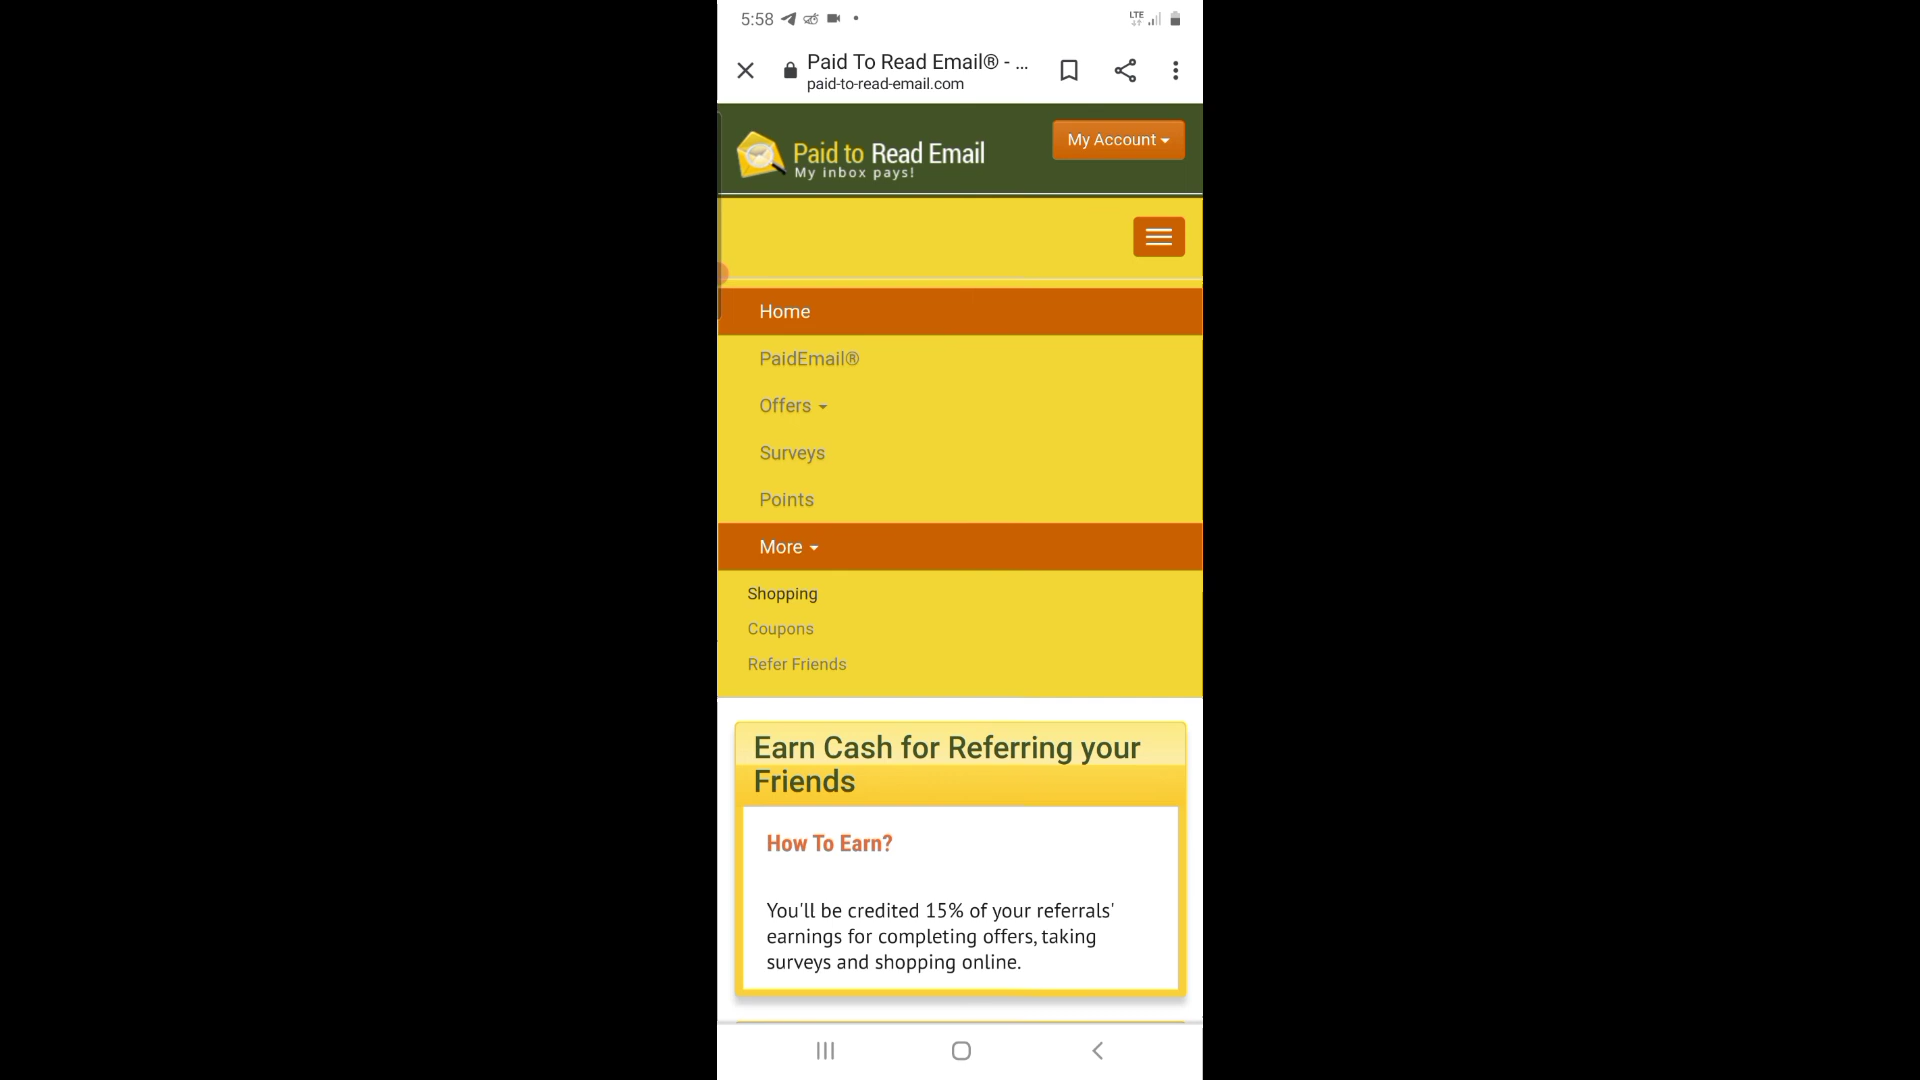 5:58
LTE
Paid To Read Email® - ...
paid-to-read-email.com
Paid to Read Email
My inbox pays!
My Account
Home
PaidEmail®
Offers
Surveys
Points
More
Shopping
Coupons
Refer Friends
Earn Cash for Referring your
Friends
How To Earn?
You'll be credited 15% of your referrals'
earnings for completing offers, taking
surveys and shopping online.